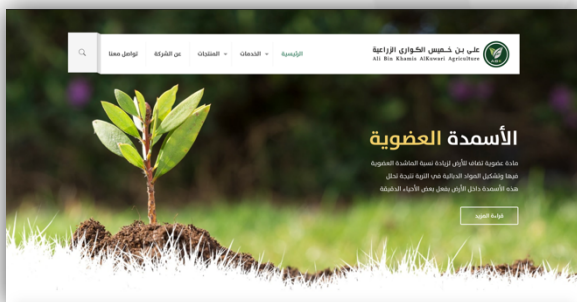 علي بن خميس الكواري الزراعية
Ali Bin Khamis AlKuwari Agriculture
الرئيسية
الخدمات
المنتجات
عن الشركة
تواصل معنا
الأسمدة العضوية
مادة عضوية تضاف للأرض لزيادة نسبة الماشدة العضوية
فيها وتشكيل المواد الدبالية في التربة نتيجة تحلل
هذه الأسمدة داخل الأرض بفعل بعض الأحياء الدقيقة
قراءة المزيد